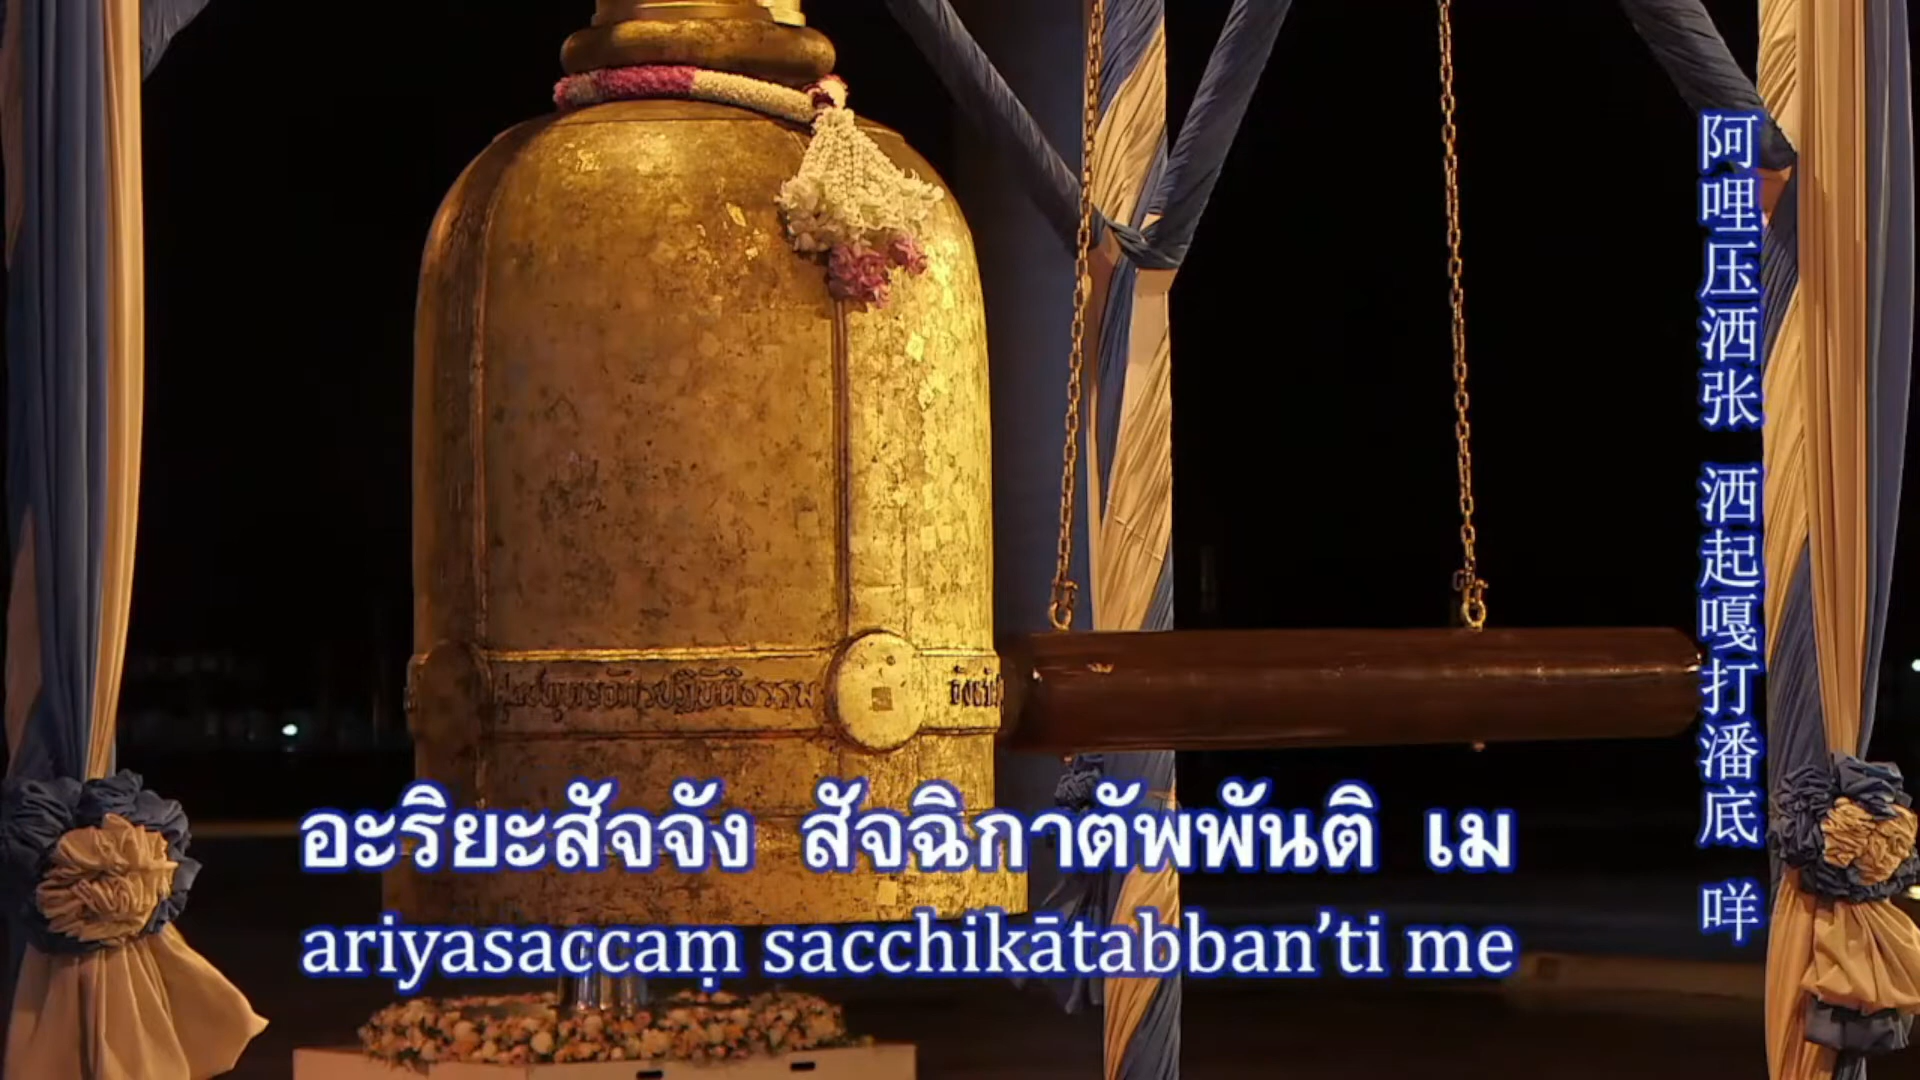 อะริยะสัจจัง สัจฉิกาตัพพันติ เม
ariyasaccaṃ sacchikātabban’ti me
阿哩压洒张 洒起嘎打潘底 咩